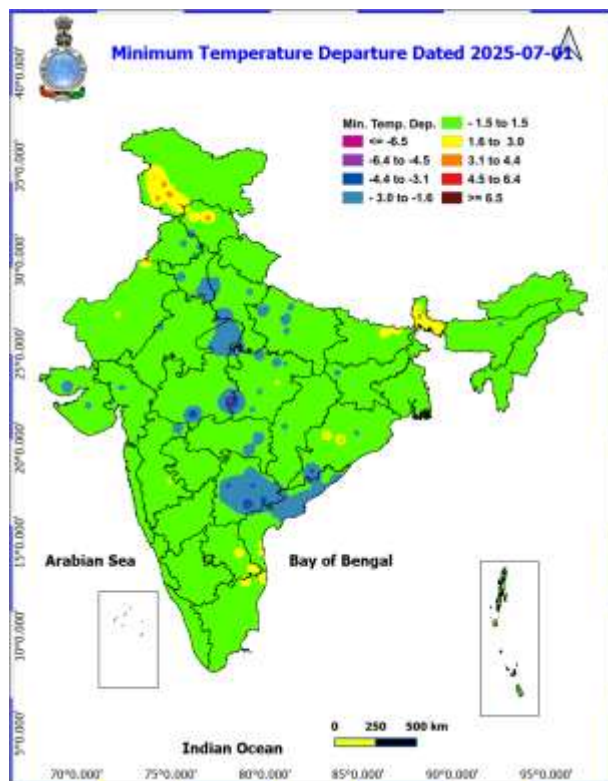 Minimum Temperature Departure Dated 2025-07-01
Min. Temp. Dep.
<= -6.5
-6.4 to -4.5
-4.4 to -3.1
- 3.0 to -1.6
- 1.5 to 1.5
1.6 to 3.0
3.1 to 4.4
4.5 to 6.4
>= 6.5
40°0.000'
35°0.000'
30°0.000'
25°0.000'
20°0.000'
15°0.000'
10°0.000'
5°0.000'
Arabian Sea
Bay of Bengal
Indian Ocean
0 250 500 km
70°0.000' 75°0.000' 80°0.000' 85°0.000' 90°0.000' 95°0.000'